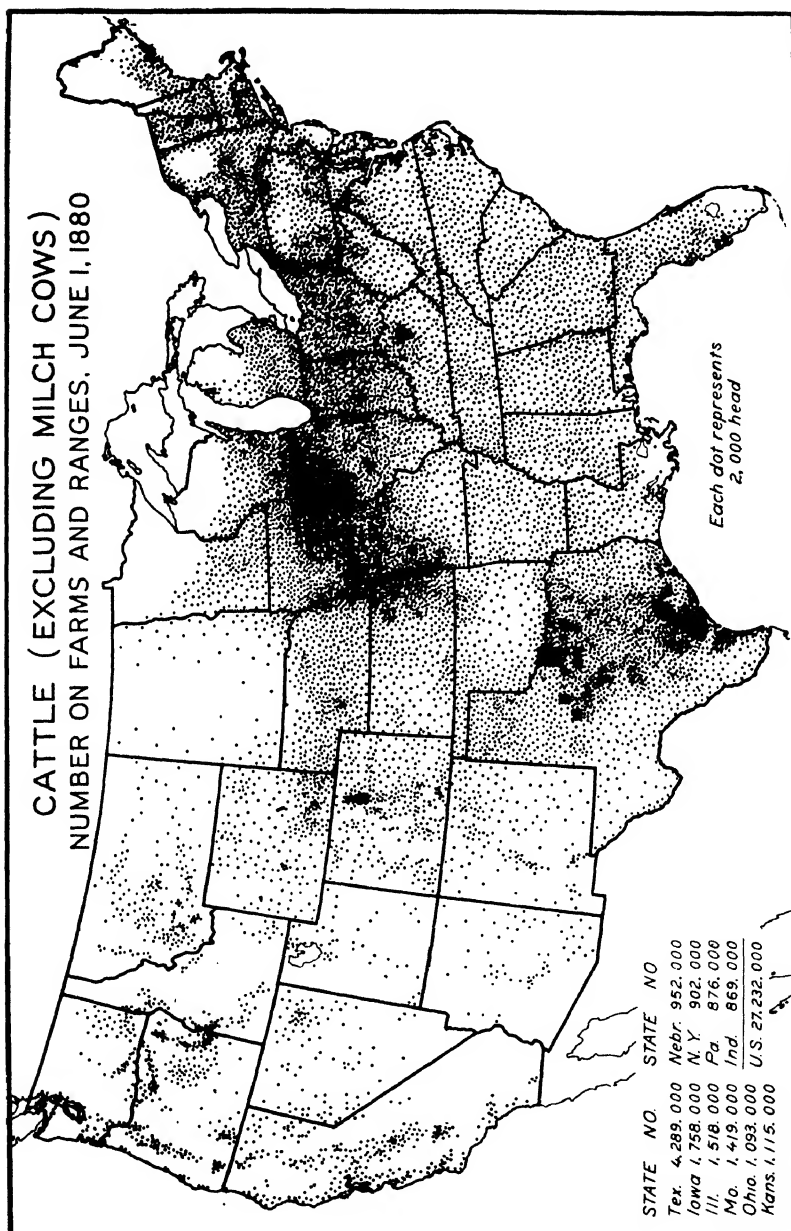 CATTLE (EXCLUDING MILCH COWS)
NUMBER ON FARMS AND RANGES, JUNE 1, 1880
Each dot represents
2,000 head
STATE NO. STATE NO
Tex. 4,289,000 Nebr. 952,000
Iowa 1,758,000 N.Y. 902,000
Ill. 1,518,000 Pa. 876,000
Mo. 1,419,000 Ind. 869,000
Ohio. 1,093,000 U.S. 27,232,000
Kans. 1,115,000